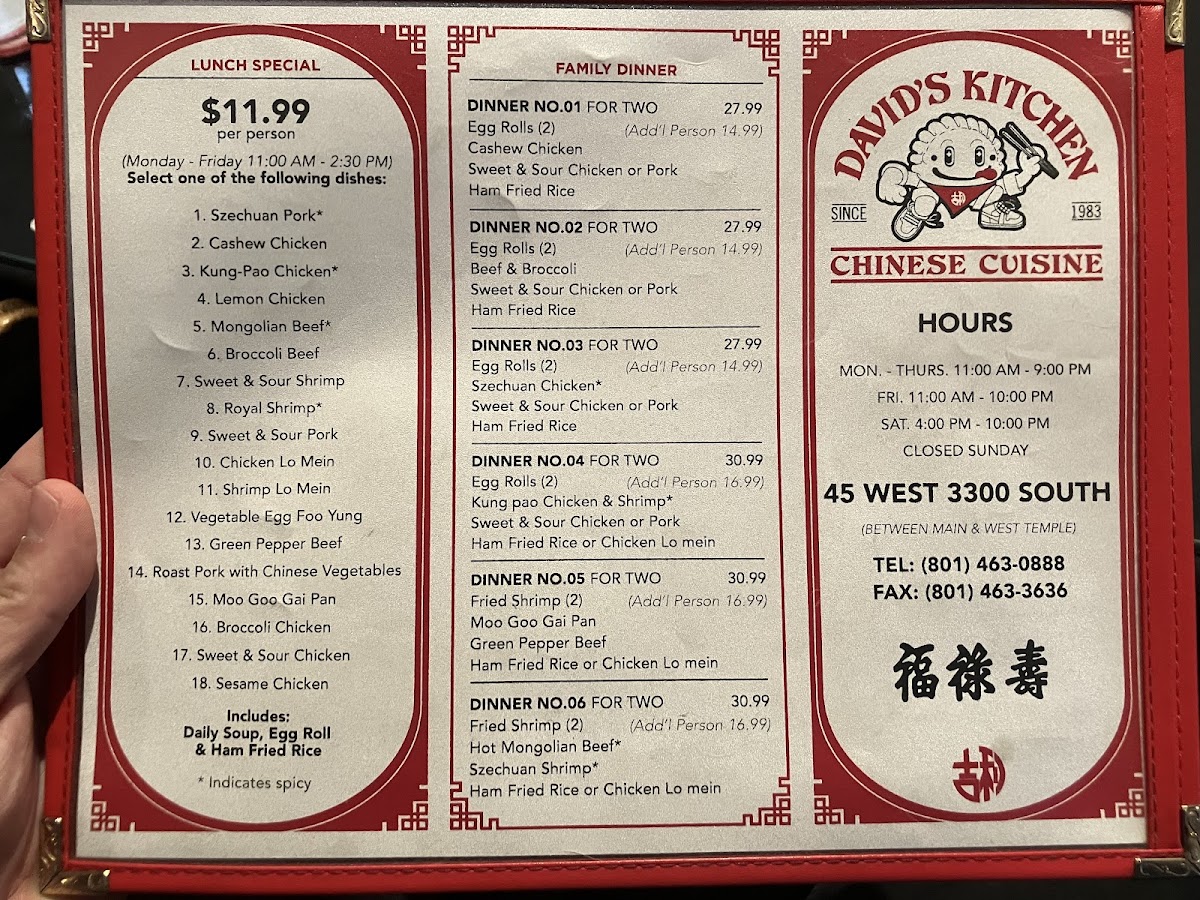 LUNCH SPECIAL
$11.99
per person
(Monday - Friday 11:00 AM - 2:30 PM)
Select one of the following dishes:
1. Szechuan Pork*
2. Cashew Chicken
3. Kung-Pao Chicken*
4. Lemon Chicken
5. Mongolian Beef*
6. Broccoli Beef
7. Sweet & Sour Shrimp
8. Royal Shrimp*
9. Sweet & Sour Pork
10. Chicken Lo Mein
11. Shrimp Lo Mein
12. Vegetable Egg Foo Yung
13. Green Pepper Beef
14. Roast Pork with Chinese Vegetables
15. Moo Goo Gai Pan
16. Broccoli Chicken
17. Sweet & Sour Chicken
18. Sesame Chicken
Includes:
Daily Soup, Egg Roll
& Ham Fried Rice
* Indicates spicy
FAMILY DINNER
DINNER NO.01 FOR TWO 27.99
Egg Rolls (2) (Add'l Person 14.99)
Cashew Chicken
Sweet & Sour Chicken or Pork
Ham Fried Rice
DINNER NO.02 FOR TWO 27.99
Egg Rolls (2) (Add'l Person 14.99)
Beef & Broccoli
Sweet & Sour Chicken or Pork
Ham Fried Rice
DINNER NO.03 FOR TWO 27.99
Egg Rolls (2) (Add'l Person 14.99)
Szechuan Chicken*
Sweet & Sour Chicken or Pork
Ham Fried Rice
DINNER NO.04 FOR TWO 30.99
Egg Rolls (2) (Add'l Person 16.99)
Kung pao Chicken & Shrimp*
Sweet & Sour Chicken or Pork
Ham Fried Rice or Chicken Lo mein
DINNER NO.05 FOR TWO 30.99
Fried Shrimp (2) (Add'l Person 16.99)
Moo Goo Gai Pan
Green Pepper Beef
Ham Fried Rice or Chicken Lo mein
DINNER NO.06 FOR TWO 30.99
Fried Shrimp (2) (Add'l Person 16.99)
Hot Mongolian Beef*
Szechuan Shrimp*
Ham Fried Rice or Chicken Lo mein
DAVID'S KITCHEN
SINCE 1983
CHINESE CUISINE
HOURS
MON. - THURS. 11:00 AM - 9:00 PM
FRI. 11:00 AM - 10:00 PM
SAT. 4:00 PM - 10:00 PM
CLOSED SUNDAY
45 WEST 3300 SOUTH
(BETWEEN MAIN & WEST TEMPLE)
TEL: (801) 463-0888
FAX: (801) 463-3636
福祿壽
吉利